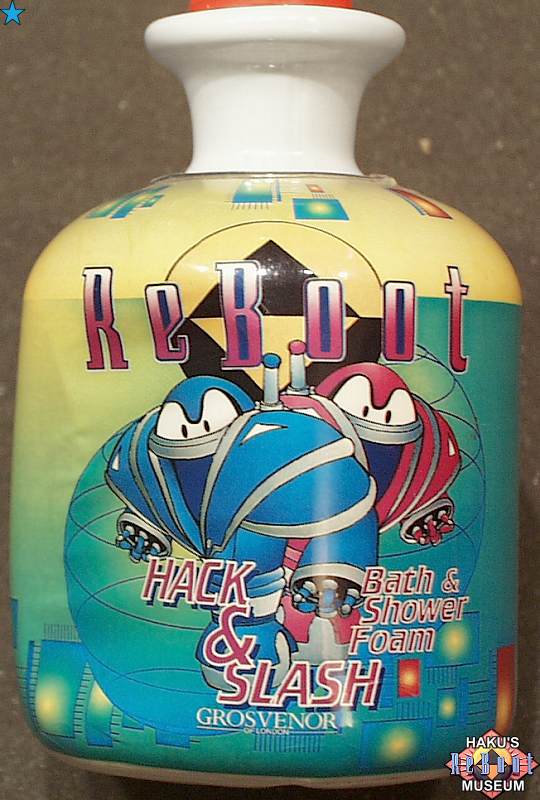 ReBoot
HACK
& 
SLASH
Bath &
Shower
Foam
GROSVENOR
OF LONDON
HAKU'S
ReBoot
MUSEUM